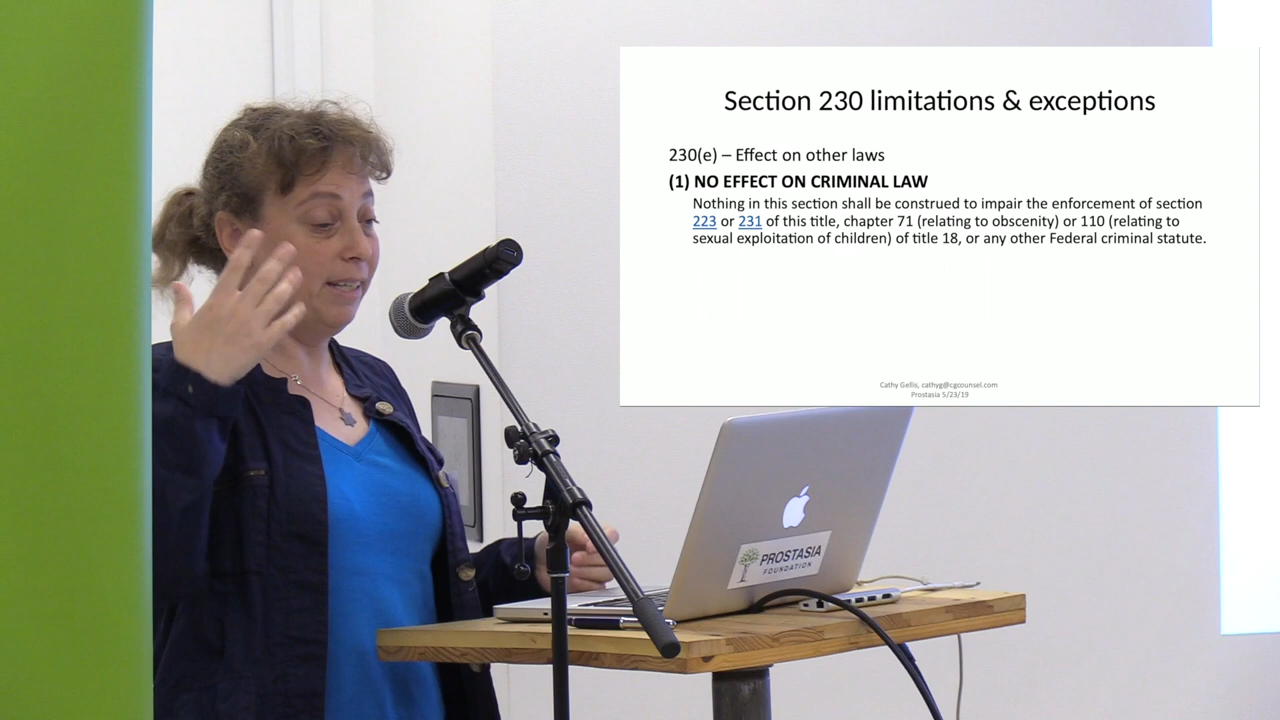 Section 230 limitations & exceptions
230(e) – Effect on other laws
(1) NO EFFECT ON CRIMINAL LAW
Nothing in this section shall be construed to impair the enforcement of section
223 or 231 of this title, chapter 71 (relating to obscenity) or 110 (relating to
sexual exploitation of children) of title 18, or any other Federal criminal statute.
Cathy Gellis, cathyg@cgcounsel.com
Prostasia 5/23/19
PROSTASIA
FOUNDATION